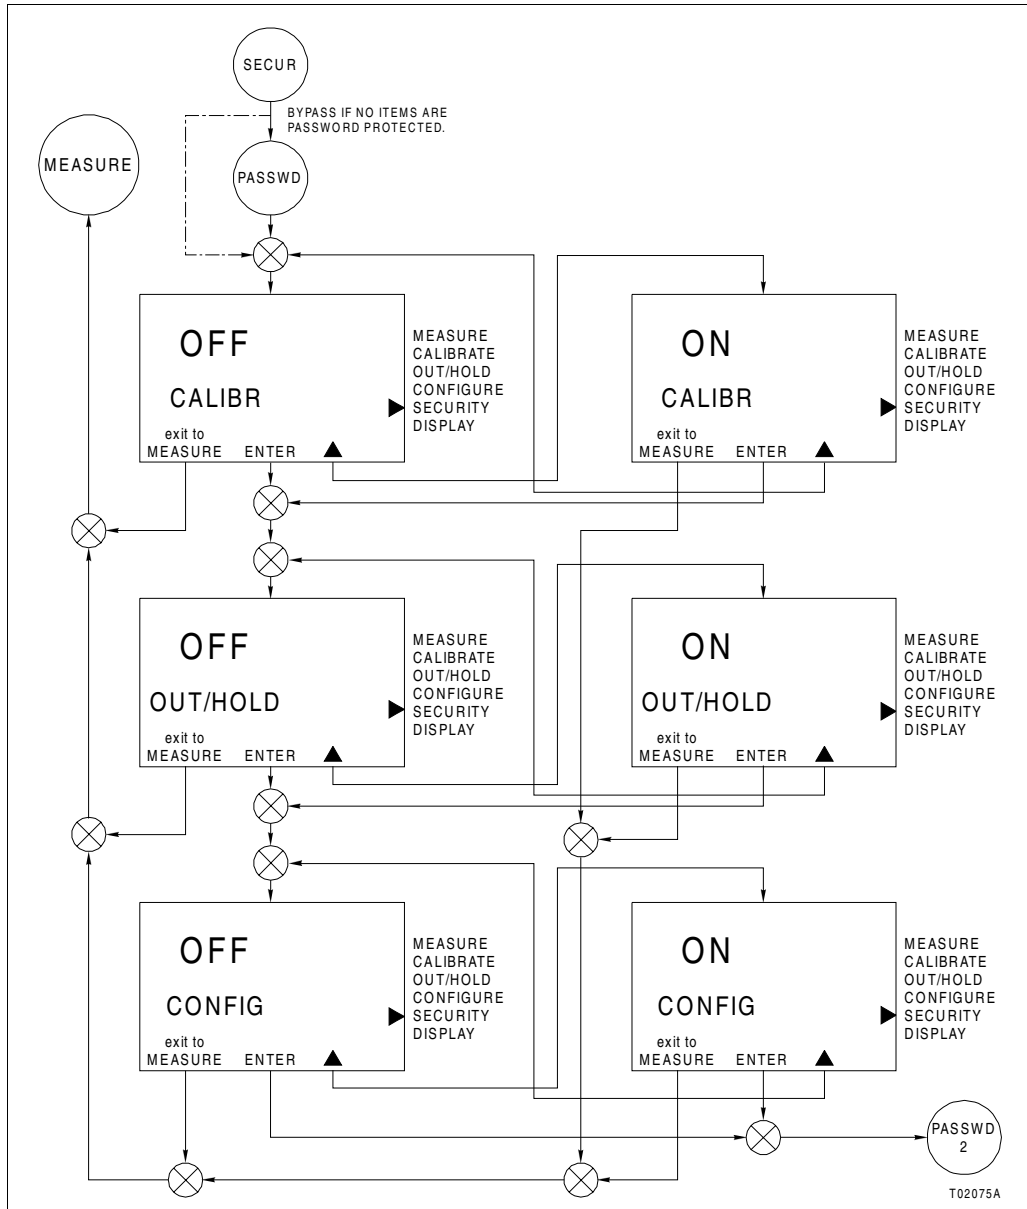 SECUR
BYPASS IF NO ITEMS ARE
PASSWORD PROTECTED.
MEASURE
PASSWD
OFF
CALIBR
exit to
MEASURE ENTER ▲
MEASURE
CALIBRATE
OUT/HOLD
CONFIGURE
SECURITY
DISPLAY
ON
CALIBR
exit to
MEASURE ENTER ▲
MEASURE
CALIBRATE
OUT/HOLD
CONFIGURE
SECURITY
DISPLAY
OFF
OUT/HOLD
exit to
MEASURE ENTER ▲
MEASURE
CALIBRATE
OUT/HOLD
CONFIGURE
SECURITY
DISPLAY
ON
OUT/HOLD
exit to
MEASURE ENTER ▲
MEASURE
CALIBRATE
OUT/HOLD
CONFIGURE
SECURITY
DISPLAY
OFF
CONFIG
exit to
MEASURE ENTER ▲
MEASURE
CALIBRATE
OUT/HOLD
CONFIGURE
SECURITY
DISPLAY
ON
CONFIG
exit to
MEASURE ENTER ▲
MEASURE
CALIBRATE
OUT/HOLD
CONFIGURE
SECURITY
DISPLAY
PASSWD
2
T02075A